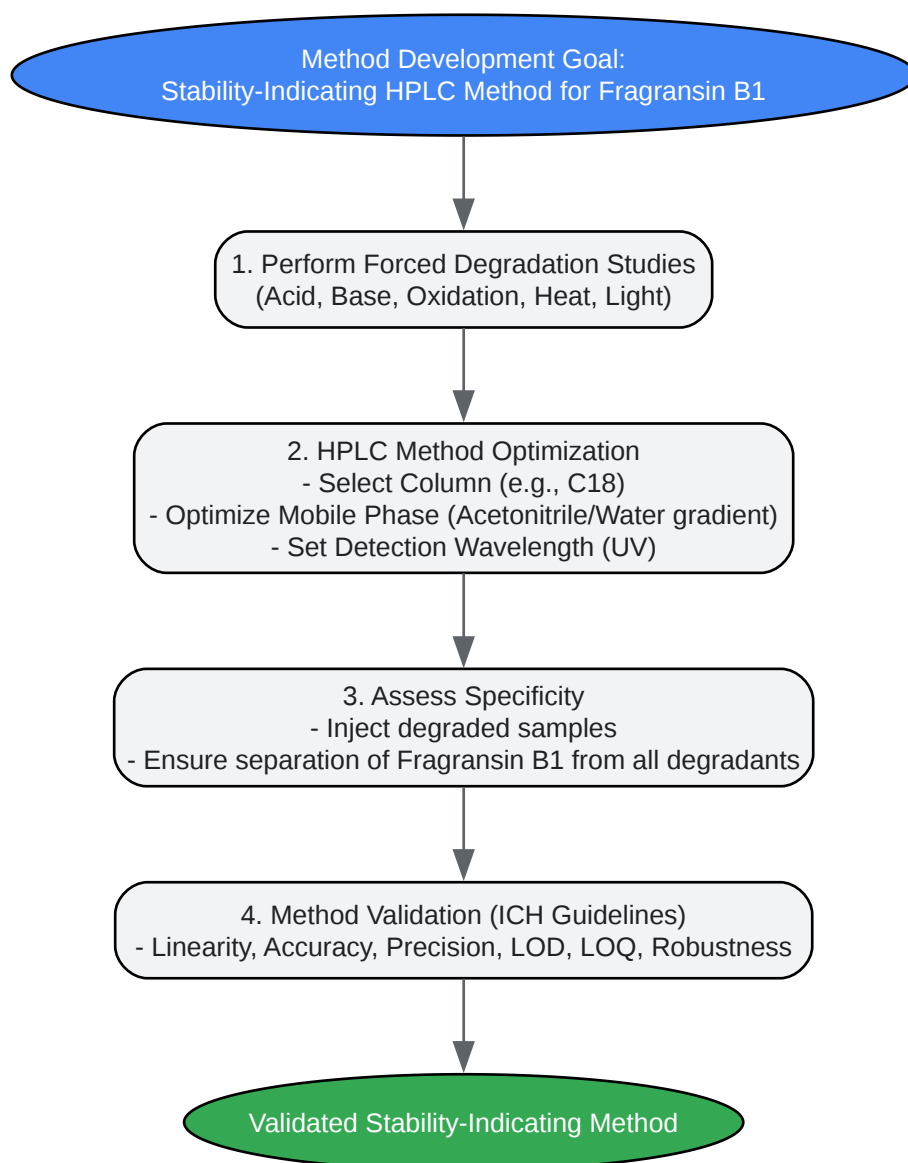 Method Development Goal:
Stability-Indicating HPLC Method for Fragransin B1
1. Perform Forced Degradation Studies
(Acid, Base, Oxidation, Heat, Light)
2. HPLC Method Optimization
- Select Column (e.g., C18)
- Optimize Mobile Phase (Acetonitrile/Water gradient)
- Set Detection Wavelength (UV)
3. Assess Specificity
- Inject degraded samples
- Ensure separation of Fragransin B1 from all degradants
4. Method Validation (ICH Guidelines)
- Linearity, Accuracy, Precision, LOD, LOQ, Robustness
Validated Stability-Indicating Method